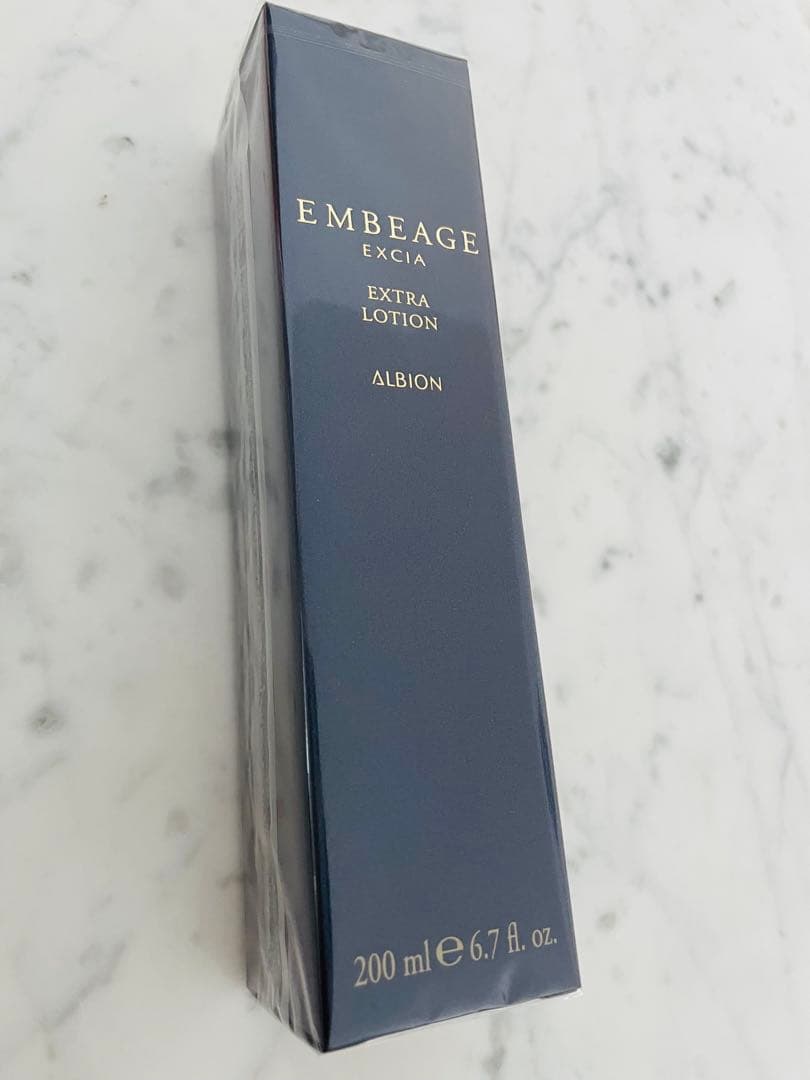 EMBEAGE
EXCIA
EXTRA
LOTION
ALBION
200 ml ℮ 6.7 fl. oz.